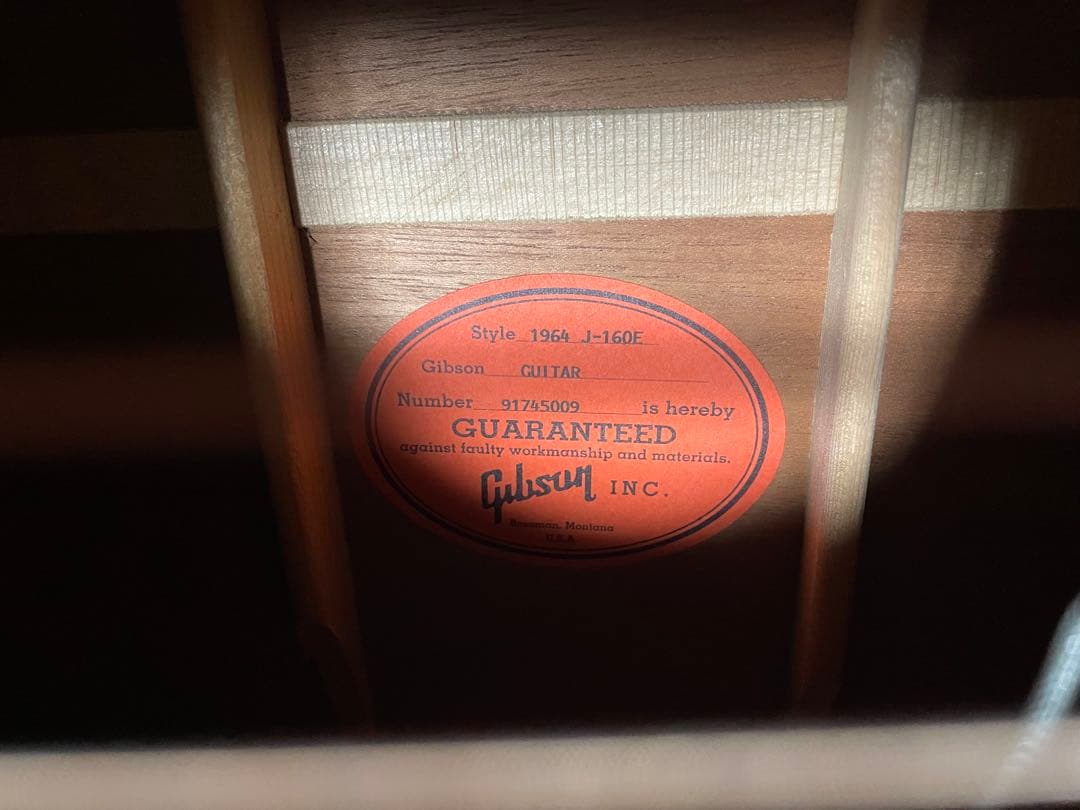 Style 1964 J-160E
Gibson GUITAR
Number 91745009 is hereby
GUARANTEED
against faulty workmanship and materials.
Gibson INC.
Bozeman, Montana
U.S.A.